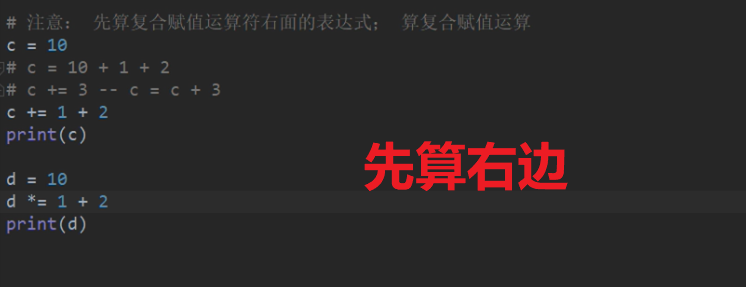 # 注意： 先算复合赋值运算符右面的表达式； 算复合赋值运算
c = 10
# c = 10 + 1 + 2
# c += 3 -- c = c + 3
c += 1 + 2
print(c)
先算右边
d = 10
d *= 1 + 2
print(d)